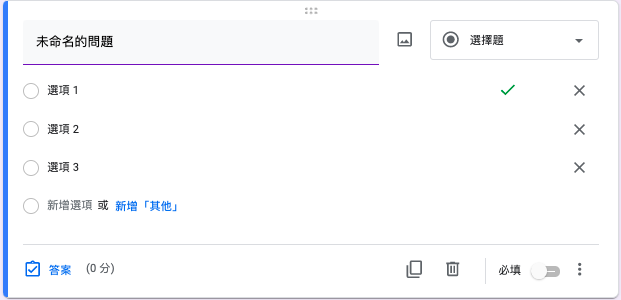 未命名的問題
選擇題
選項 1
選項 2
選項 3
新增選項 或 新增「其他」
答案 (0 分) 必填